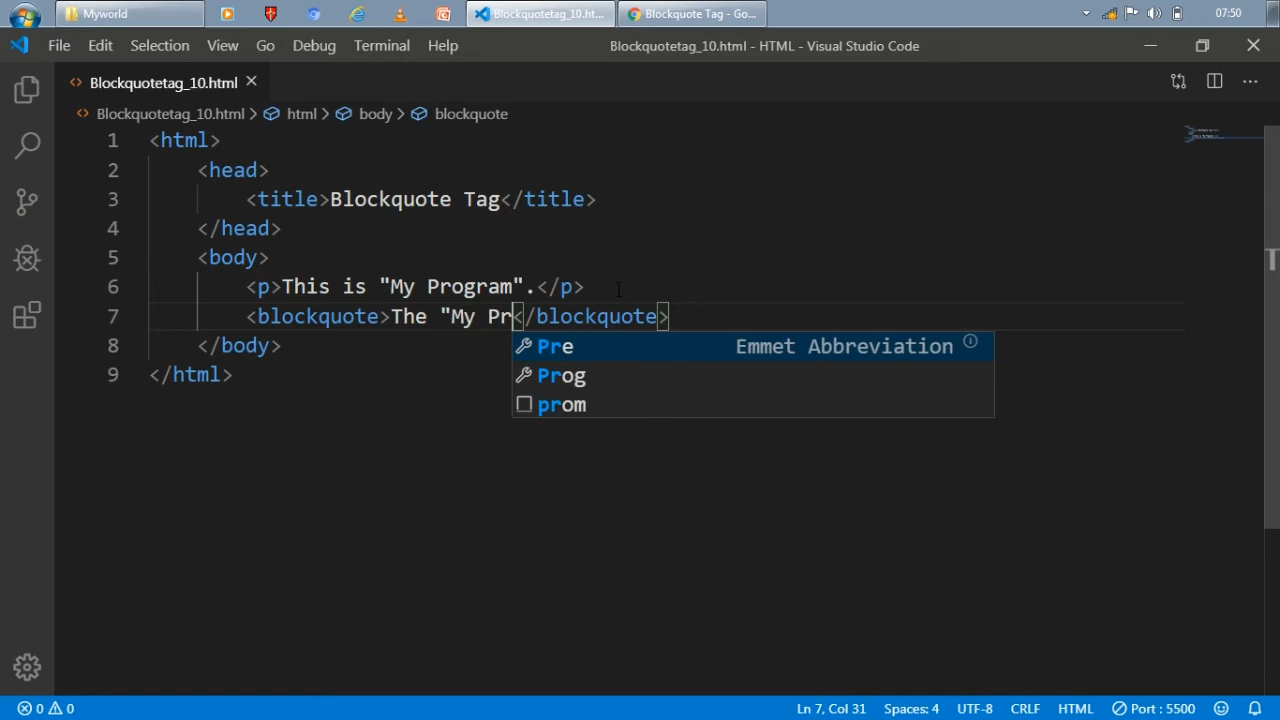 Myworld
Blockquotetag_10.ht...
Blockquote Tag - Go...
07:50
File Edit Selection View Go Debug Terminal Help
Blockquotetag_10.html - HTML - Visual Studio Code
Blockquotetag_10.html
Blockquotetag_10.html > html > body > blockquote
1 <html>
2 <head>
3 <title>Blockquote Tag</title>
4 </head>
5 <body>
6 <p>This is "My Program".</p>
7 <blockquote>The "My Pr</blockquote>
Pre Emmet Abbreviation
8 </body>
Prog
9 </html>
prom
0 0
Ln 7, Col 31 Spaces: 4 UTF-8 CRLF HTML Port : 5500